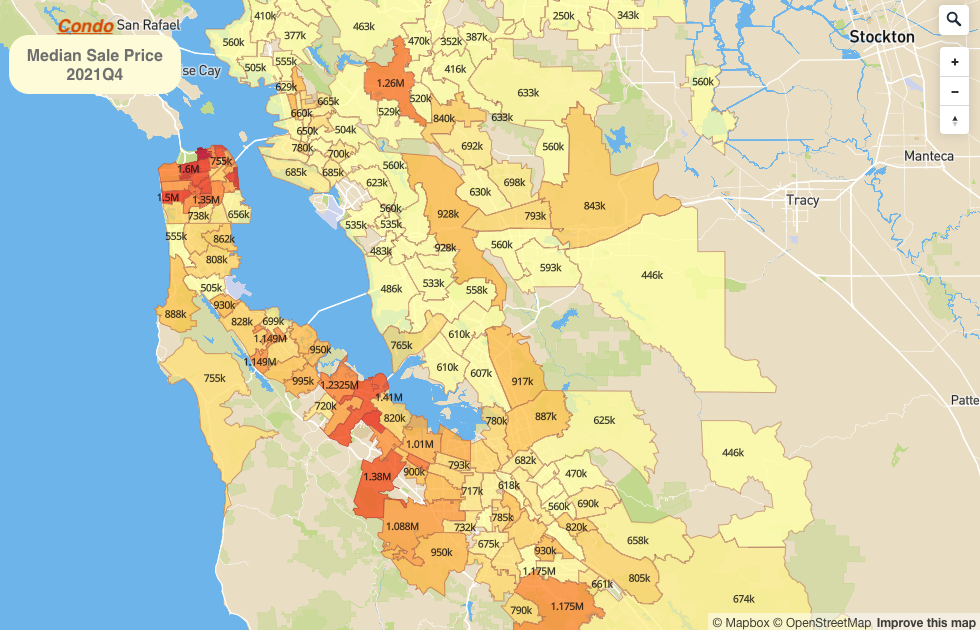 410k
250k
343k
Condo San Rafael
463k
377k
470k 352k 387k
560k
Stockton
Median Sale Price
2021Q4
505k
555k
416k
se Cay
1.26M
560k
629k
633k
665k
520k
660k
529k
840k
633k
650k
504k
692k
560k
780k
700k
Manteca
755k
560k
1.6M
685k
685k
623k
630k
698k
1.5M
1.35M
560k
Tracy
843k
738k
656k
928k
793k
535k
535k
555k
862k
928k
560k
483k
808k
593k
446k
505k
486k
533k
558k
930k
888k
828k
699k
610k
1.149M
765k
950k
1.149M
610k
607k
755k
995k
1.2325M
917k
1.41M
Patte
720k
820k
780k
887k
625k
1.01M
446k
682k
900k
793k
470k
1.38M
717k
618k
560k
690k
785k
1.088M
732k
820k
675k
658k
950k
930k
1.175M
661k
805k
674k
790k
1.175M
© Mapbox © OpenStreetMap Improve this map